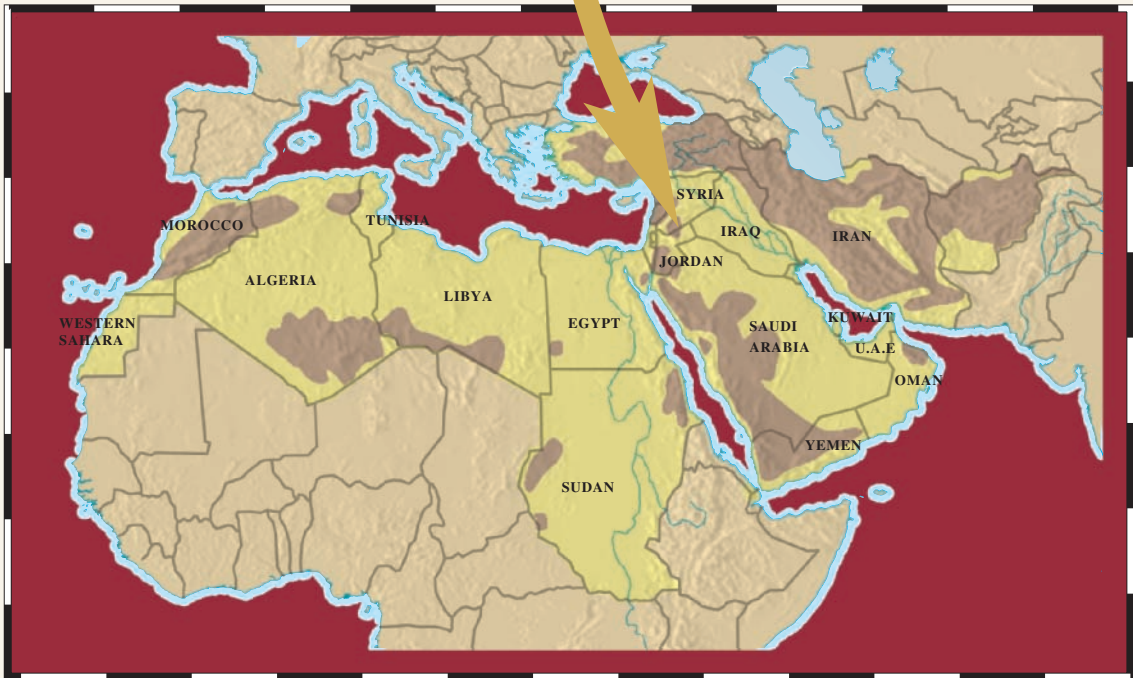 SYRIA
MOROCCO
TUNISIA
IRAQ
IRAN
JORDAN
ALGERIA
LIBYA
KUWAIT
WESTERN
SAHARA
EGYPT
SAUDI
ARABIA
U.A.E
OMAN
YEMEN
SUDAN